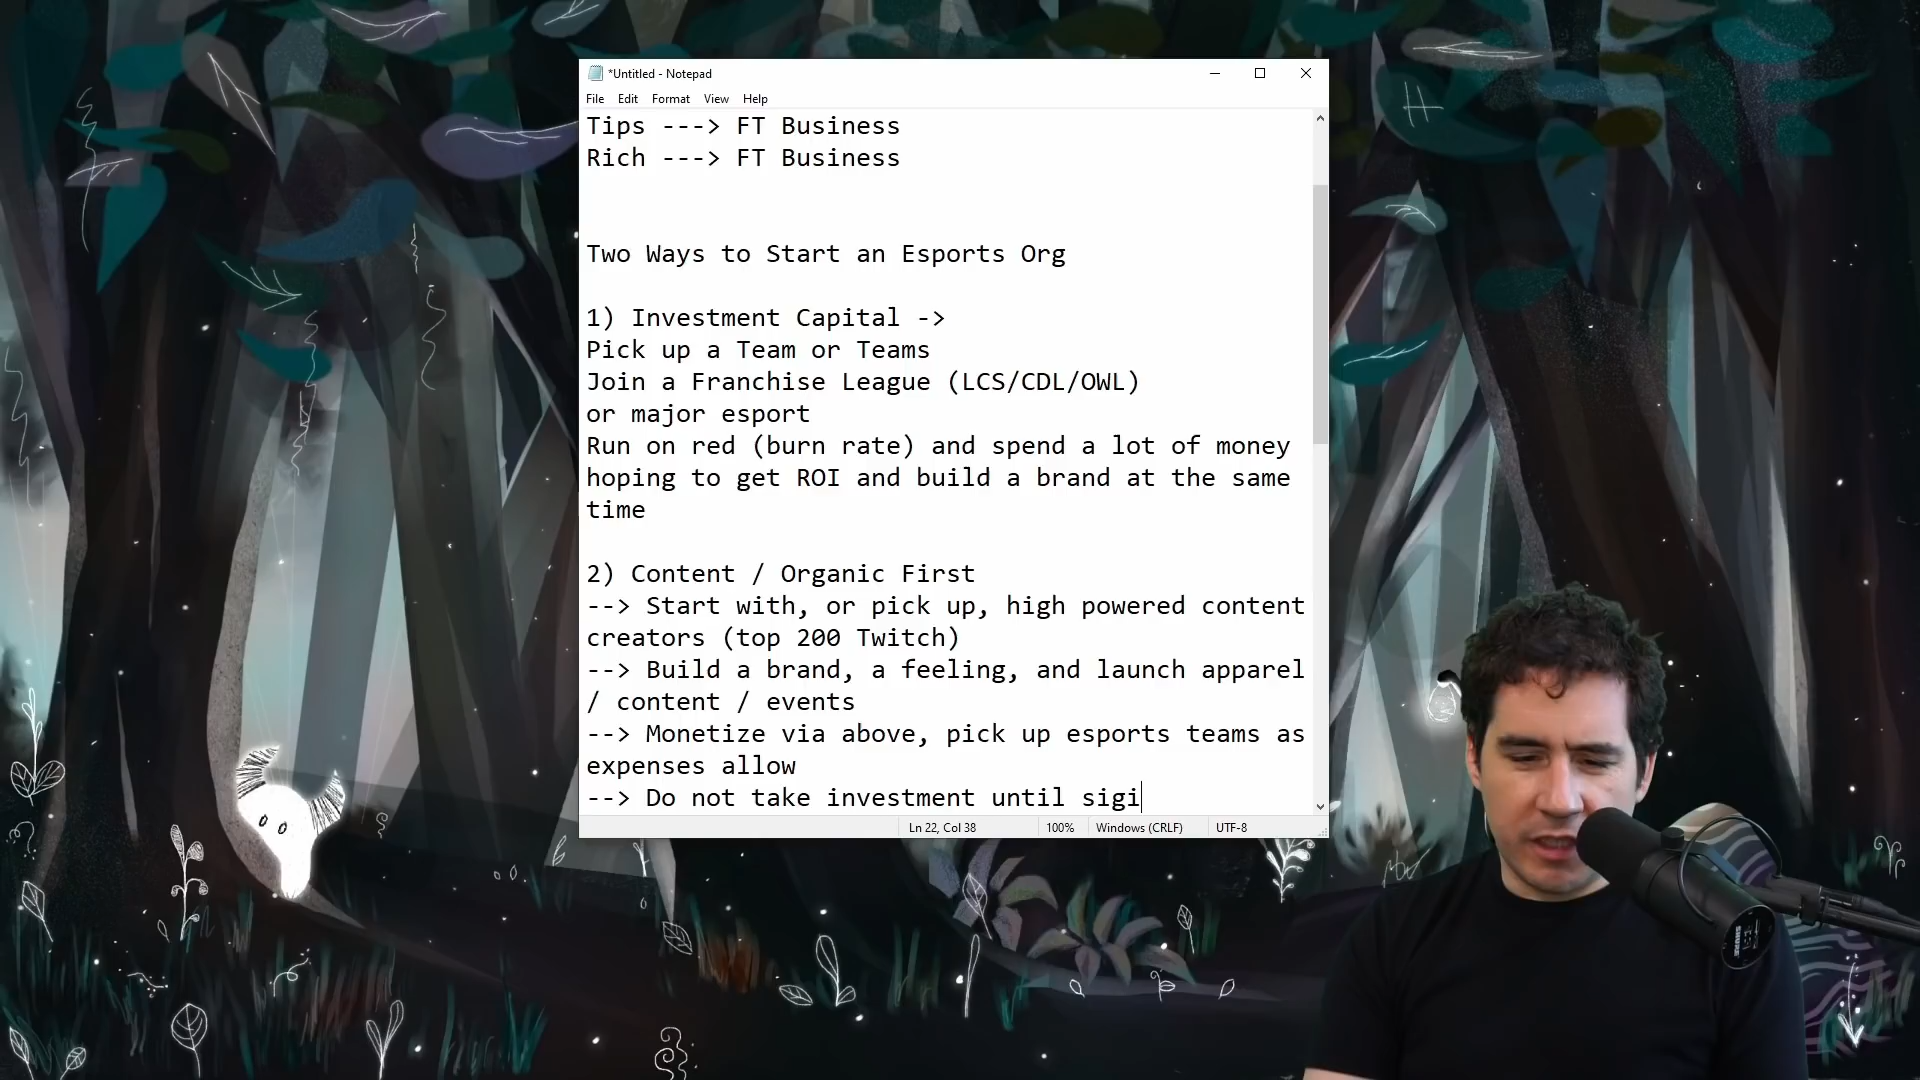 *Untitled - Notepad
File Edit Format View Help
Tips ---> FT Business
Rich ---> FT Business
Two Ways to Start an Esports Org
1) Investment Capital ->
Pick up a Team or Teams
Join a Franchise League (LCS/CDL/OWL)
or major esport
Run on red (burn rate) and spend a lot of money
hoping to get ROI and build a brand at the same
time
2) Content / Organic First
--> Start with, or pick up, high powered content
creators (top 200 Twitch)
--> Build a brand, a feeling, and launch apparel
/ content / events
--> Monetize via above, pick up esports teams as
expenses allow
--> Do not take investment until sigi
Ln 22, Col 38 100% Windows (CRLF) UTF-8
SHURE